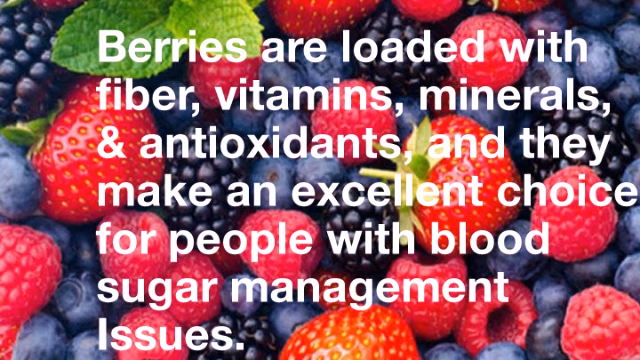 Berries are loaded with
fiber, vitamins, minerals,
& antioxidants, and they
make an excellent choice
for people with blood
sugar management
Issues.